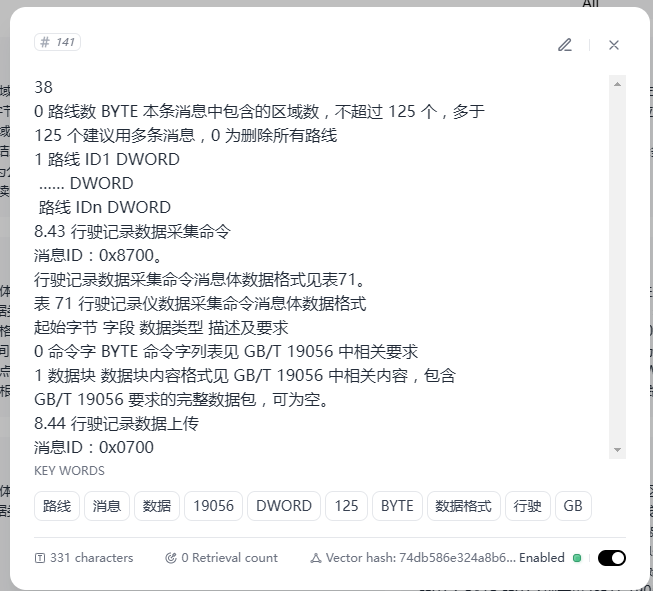 All
# 141
38
0 路线数 BYTE 本条消息中包含的区域数，不超过 125 个，多于
125 个建议用多条消息，0 为删除所有路线
1 路线 ID1 DWORD
…… DWORD
路线 IDn DWORD
8.43 行驶记录数据采集命令
消息ID：0x8700。
行驶记录数据采集命令消息体数据格式见表71。
表 71 行驶记录仪数据采集命令消息体数据格式
起始字节 字段 数据类型 描述及要求
0 命令字 BYTE 命令字列表见 GB/T 19056 中相关要求
1 数据块 数据块内容格式见 GB/T 19056 中相关内容，包含
GB/T 19056 要求的完整数据包，可为空。
8.44 行驶记录数据上传
消息ID：0x0700
KEY WORDS
路线 消息 数据 19056 DWORD 125 BYTE 数据格式 行驶 GB
331 characters 0 Retrieval count Vector hash: 74db586e324a8b6... Enabled